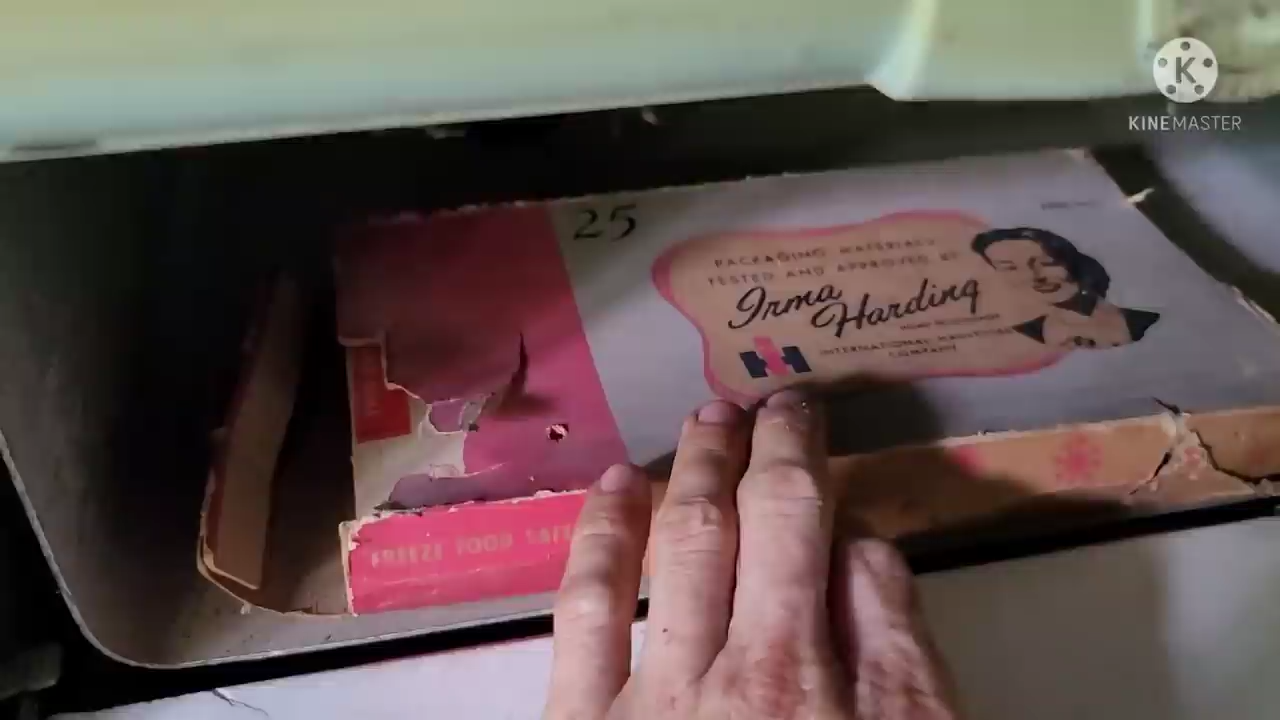 KINEMASTER
25
PACKAGING MATERIALS
TESTED AND APPROVED BY
Irma
Harding
INTERNATIONAL HARVESTER
COMPANY
FREEZE FOOD SAFE